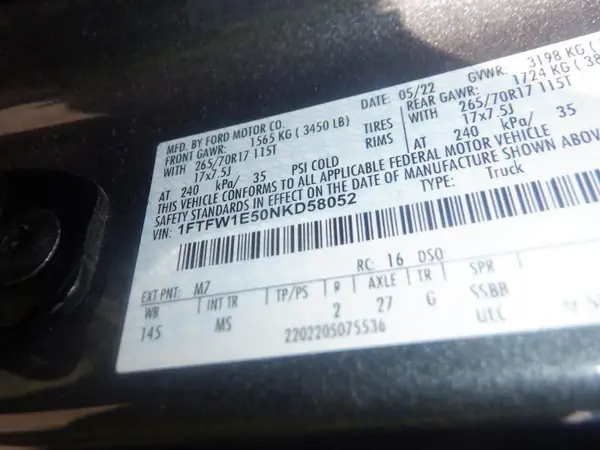 MFD. BY FORD MOTOR CO.
DATE: 05/22 GVWR: 3198 KG
FRONT GAWR: 1565 KG ( 3450 LB)
REAR GAWR: 1724 KG ( 38
WITH 265/70R17 115T TIRES
WITH 265/70R17 115T
17x7.5J RIMS 17x7.5J
AT 240 kPa/ 35 PSI COLD AT 240 kPa/ 35
THIS VEHICLE CONFORMS TO ALL APPLICABLE FEDERAL MOTOR VEHICLE
SAFETY STANDARDS IN EFFECT ON THE DATE OF MANUFACTURE SHOWN ABOVE
VIN: 1FTFW1E50NKD58052 TYPE: Truck
EXT PNT: M7 RC: 16 DSO:
WB INT TR TP/PS R AXLE TR SPR
145 MS 2 27 G SSBB
2202205075536 ULC